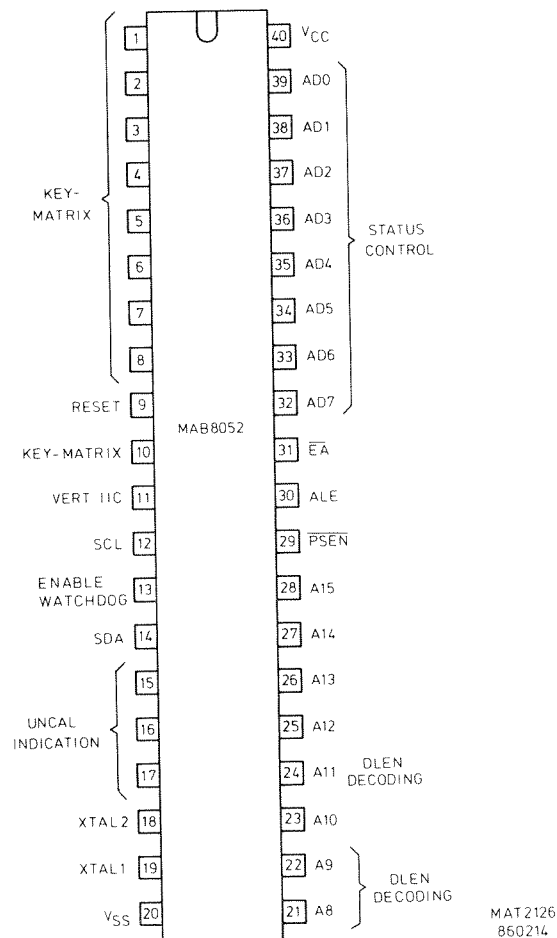 1 40 VCC
2 39 AD0
3 38 AD1
4 37 AD2
KEY-
MATRIX
5 36 AD3
STATUS
CONTROL
6 35 AD4
7 34 AD5
8 33 AD6
RESET 9 32 AD7
MAB8052
KEY-MATRIX 10 31 EA
VERT IIC 11 30 ALE
SCL 12 29 PSEN
ENABLE
WATCHDOG 13 28 A15
SDA 14 27 A14
15 26 A13
UNCAL
INDICATION
16 25 A12
17 24 A11 DLEN
DECODING
XTAL2 18 23 A10
XTAL1 19 22 A9
DLEN
DECODING
VSS 20 21 A8
MAT2126
860214